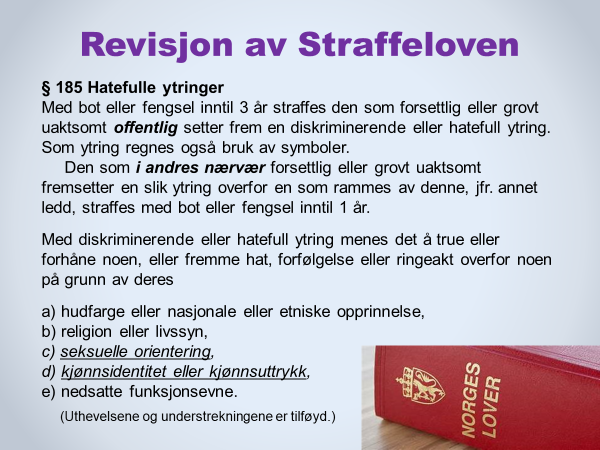 Revisjon av Straffeloven
§ 185 Hatefulle ytringer
Med bot eller fengsel inntil 3 år straffes den som forsettlig eller grovt
uaktsomt offentlig setter frem en diskriminerende eller hatefull ytring.
Som ytring regnes også bruk av symboler.
Den som i andres nærvær forsettlig eller grovt uaktsomt
fremsetter en slik ytring overfor en som rammes av denne, jfr. annet
ledd, straffes med bot eller fengsel inntil 1 år.
Med diskriminerende eller hatefull ytring menes det å true eller
forhåne noen, eller fremme hat, forfølgelse eller ringeakt overfor noen
på grunn av deres
a) hudfarge eller nasjonale eller etniske opprinnelse,
b) religion eller livssyn,
c) seksuelle orientering,
d) kjønnsidentitet eller kjønnsuttrykk,
e) nedsatte funksjonsevne.
(Uthevelsene og understrekningene er tilføyd.)
NORGES
LOVER